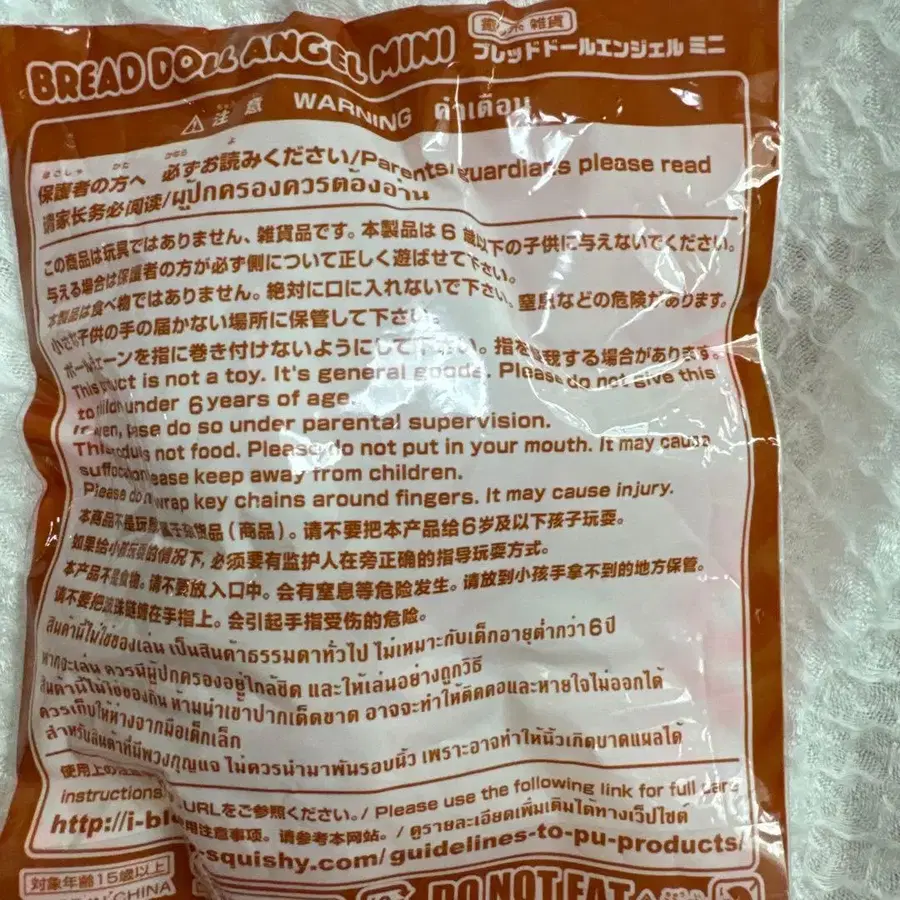 BREAD DOLL ANGEL MINI
雑貨
ブレッドドールエンジェル ミニ
⚠ 注意 WARNING คำเตือน
保護者の方へ 必ずお読みください/Parents/guardians please read
请家长务必阅读/ผู้ปกครองควรต้องอ่าน
この商品は玩具ではありません、雑貨品です。本製品は6歳以下の子供に与えないでください。
与える場合は保護者の方が必ず側について正しく遊ばせて下さい。
本製品は食べ物ではありません。絶対に口に入れないで下さい。窒息などの危険があります。
小さな子供の手の届かない場所に保管して下さい。
ボールチェーンを指に巻き付けないようにして下さい。指を怪我する場合があります。
This product is not a toy. It's general goods. Please do not give this
to under 6 years of age.
please do so under parental supervision.
This is not food. Please do not put in your mouth. It may cause
suffocation please keep away from children.
Please do wrap key chains around fingers. It may cause injury.
本商品不是玩 属于杂货品（商品）。请不要把本产品给6岁及以下孩子玩耍。
如果给小孩玩耍的情况下,必须要有监护人在旁正确的指导玩耍方式。
本产品不是食物。请不要放入口中。会有窒息等危险发生。请放到小孩手拿不到的地方保管。
请不要把滚珠链缠在手指上。会引起手指受伤的危险。
สินค้านี้ไม่ใช่ของเล่น เป็นสินค้าธรรมดาทั่วไป ไม่เหมาะกับเด็กอายุต่ำกว่า 6 ปี
หากจะเล่น ควรมีผู้ปกครองอยู่ใกล้ชิด และให้เล่นอย่างถูกวิธี
สินค้านี้ไม่ใช่ของกิน ห้ามนำเข้าปากเด็ดขาด อาจจะทำให้ติดคอและหายใจไม่ออกได้
ควรเก็บให้ห่างจากมือเด็กเล็ก
สำหรับสินค้าที่มีพวงกุญแจ ไม่ควรนำมาพันรอบนิ้ว เพราะอาจทำให้นิ้วเกิดบาดแผลได้
使用上の注意 URLをご参照ください。/ Please use the following link for full care
instructions 用注意事项。请参考本网站。/ ดูรายละเอียดเพิ่มเติมได้ทางเว็บไซต์
http://i-bl squishy.com/guidelines-to-pu-products/
対象年齢15歳以上
IN CHINA
DO NOT EAT